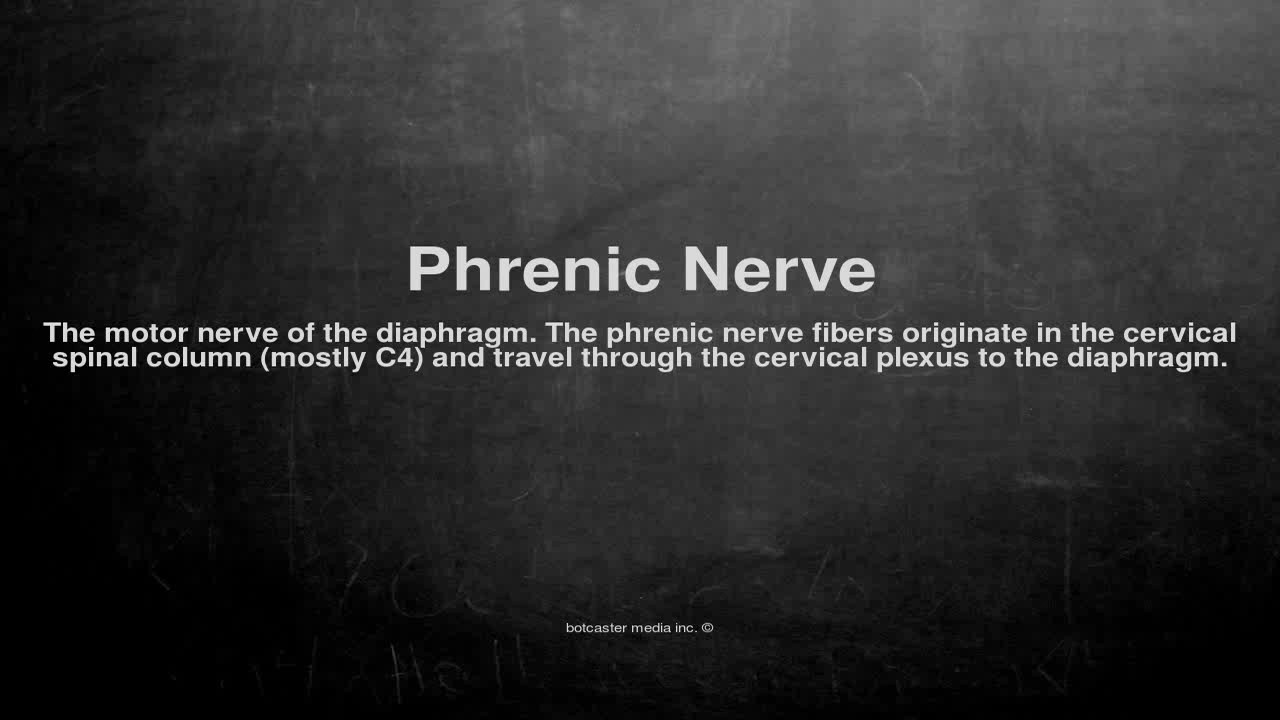 Phrenic Nerve
The motor nerve of the diaphragm. The phrenic nerve fibers originate in the cervical
spinal column (mostly C4) and travel through the cervical plexus to the diaphragm.
botcaster media inc. ©